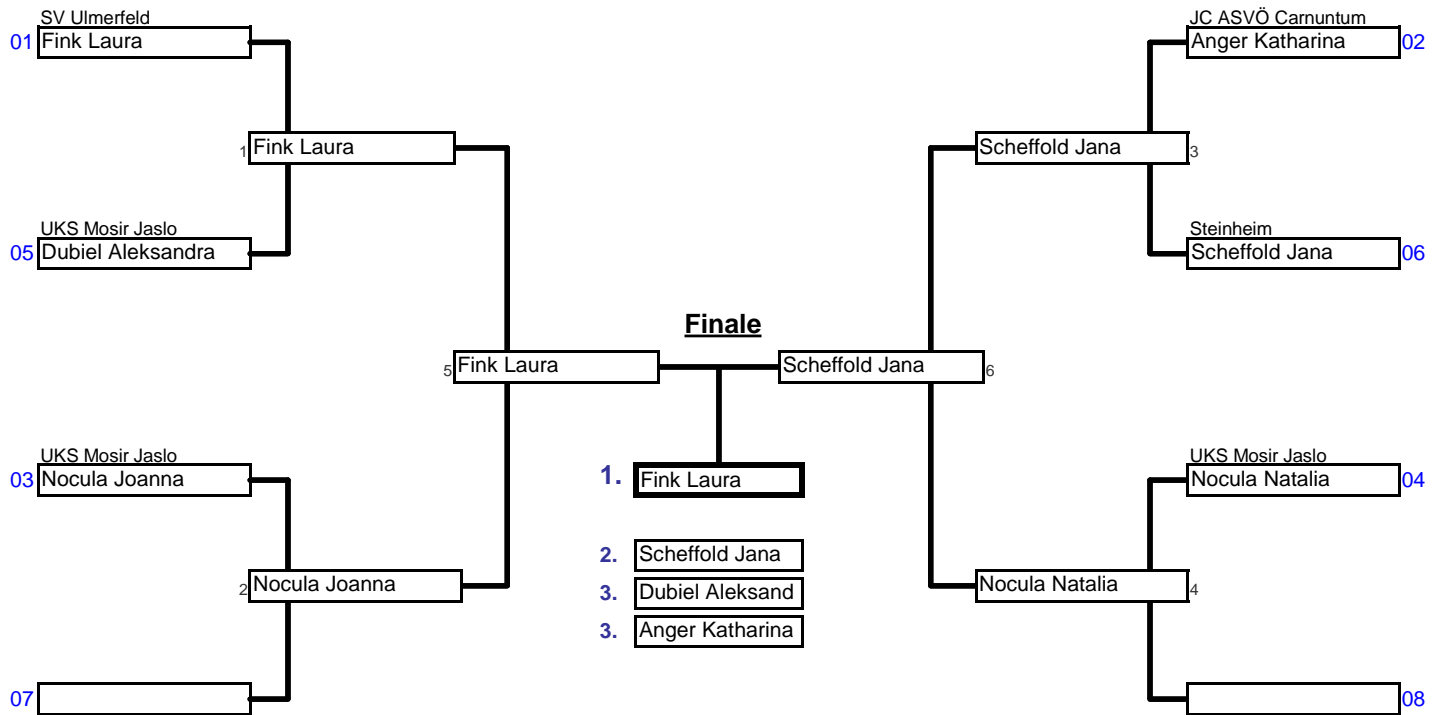 SV Ulmerfeld
01 Fink Laura
1 Fink Laura
UKS Mosir Jaslo
05 Dubiel Aleksandra
5 Fink Laura
UKS Mosir Jaslo
03 Nocula Joanna
2 Nocula Joanna
07
Finale
1. Fink Laura
2. Scheffold Jana
3. Dubiel Aleksand
3. Anger Katharina
JC ASVÖ Carnuntum
Anger Katharina 02
Scheffold Jana 3
Steinheim
Scheffold Jana 06
Scheffold Jana 6
UKS Mosir Jaslo
Nocula Natalia 04
Nocula Natalia 4
08